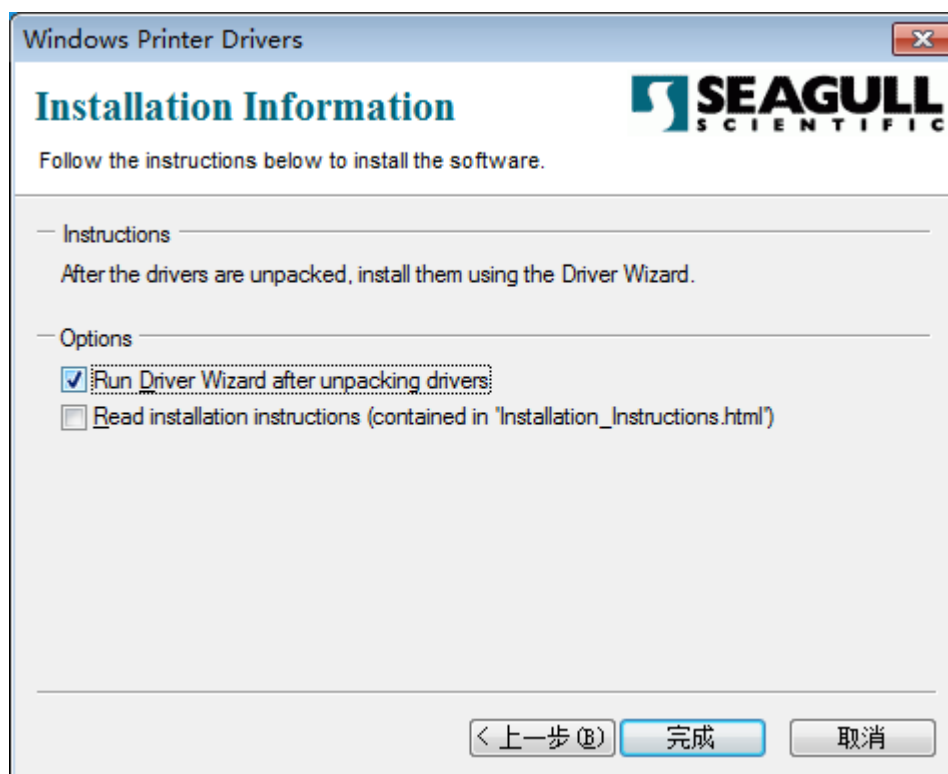 Windows Printer Drivers
Installation Information
SEAGULL
SCIENTIFIC
Follow the instructions below to install the software.
Instructions
After the drivers are unpacked, install them using the Driver Wizard.
Options
Run Driver Wizard after unpacking drivers
Read installation instructions (contained in 'Installation_Instructions.html')
< 上一步(B) 完成 取消